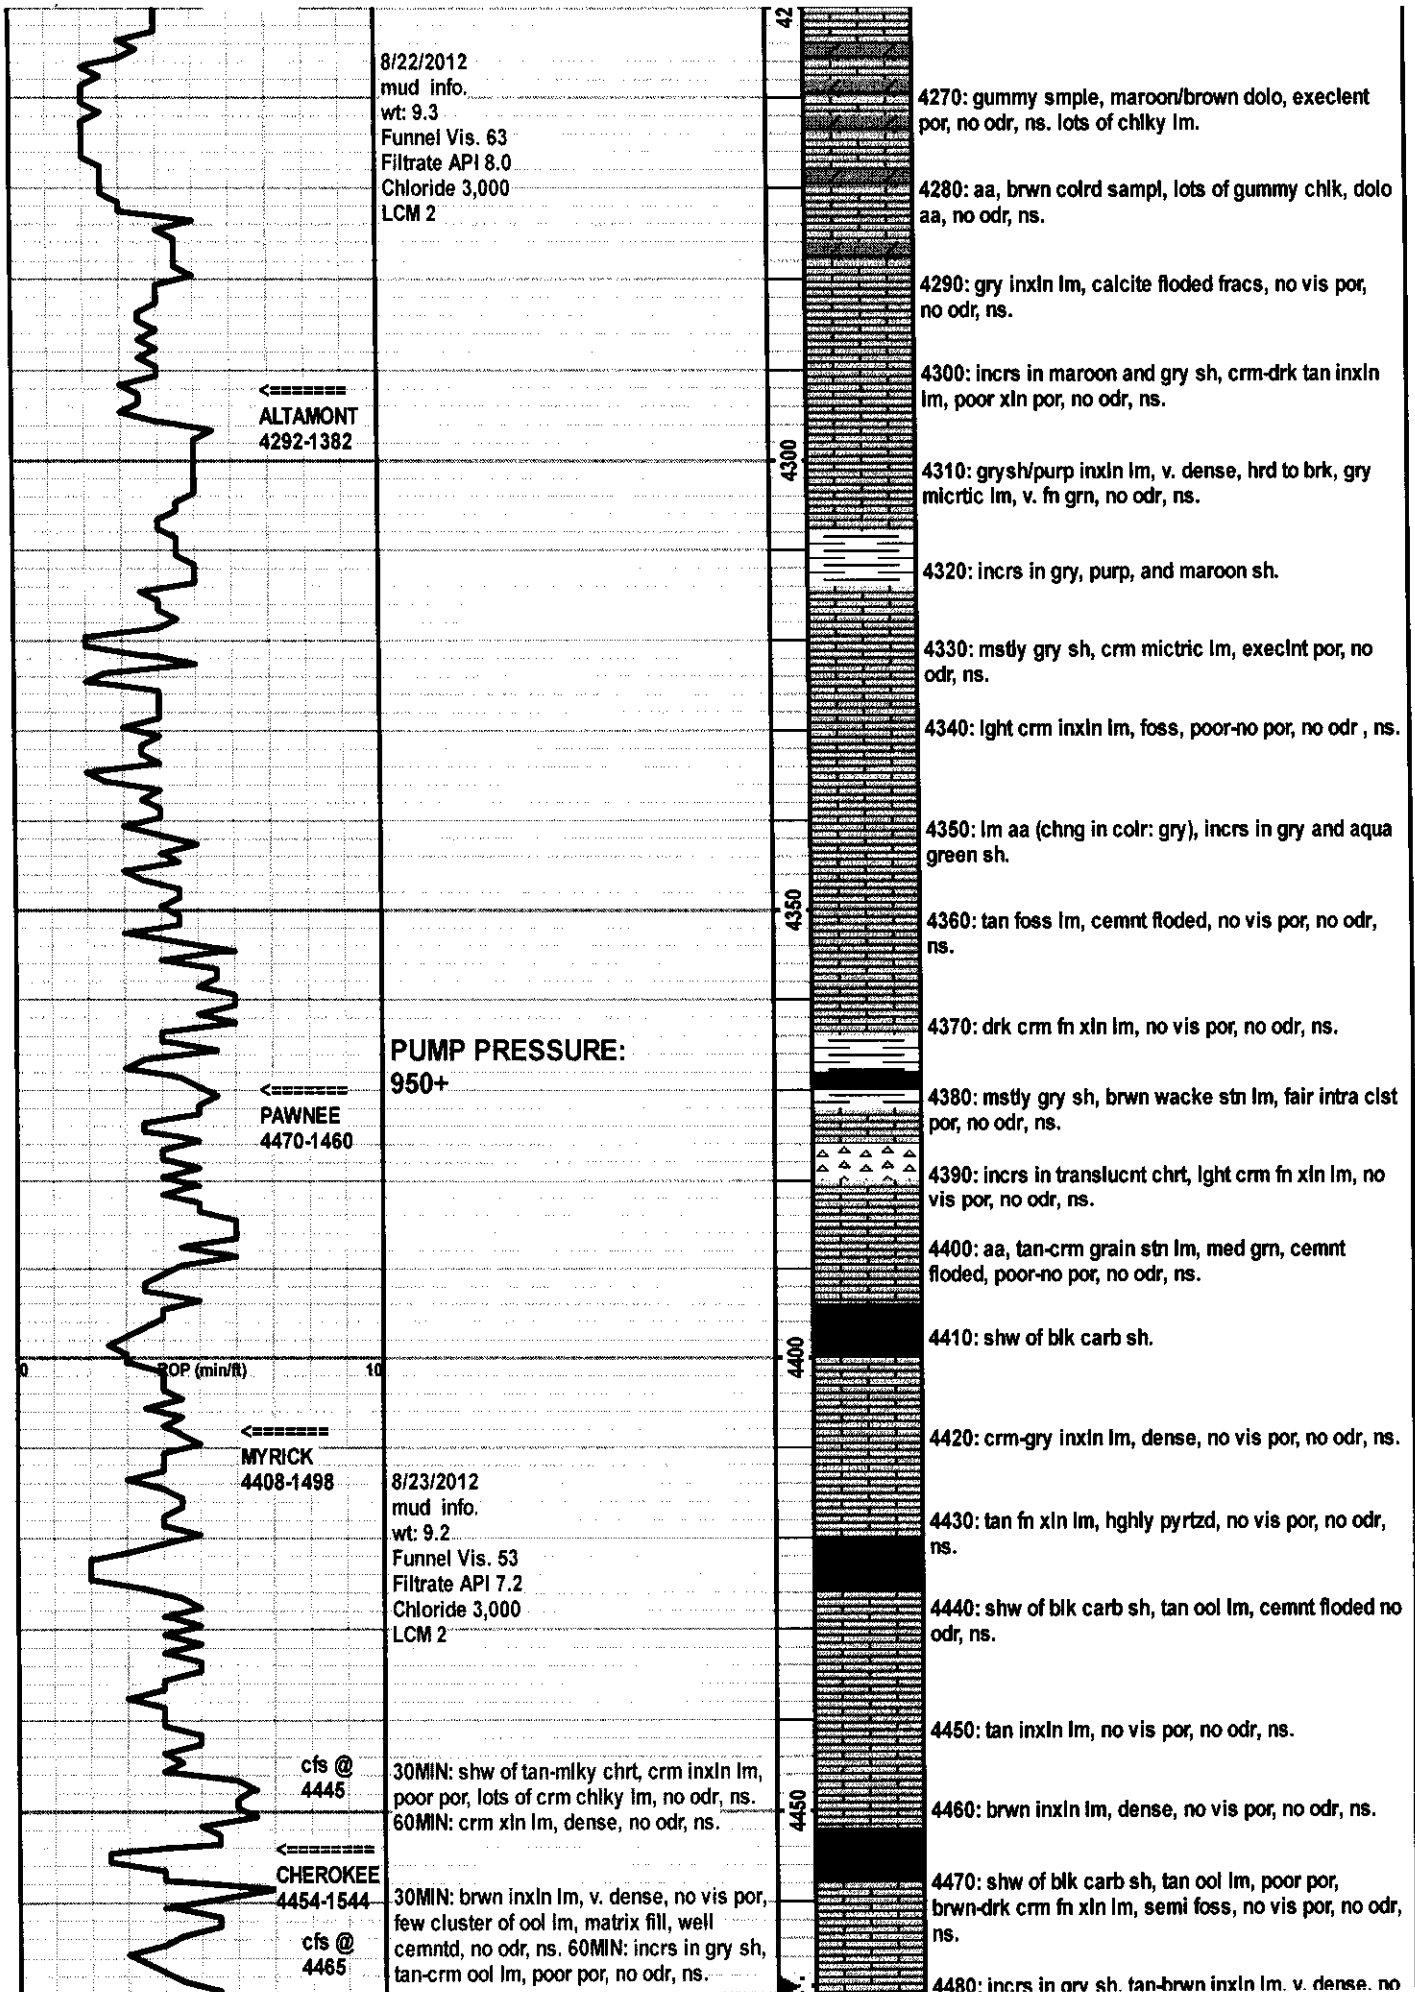 42
8/22/2012
mud info.
wt: 9.3
Funnel Vis. 63
Filtrate API 8.0
Chloride 3,000
LCM 2
4270: gummy smple, maroon/brown dolo, execlent
por, no odr, ns. lots of chlky lm.
4280: aa, brwn colrd sampl, lots of gummy chlk, dolo
aa, no odr, ns.
4290: gry inxln lm, calcite floded fracs, no vis por,
no odr, ns.
<=======
ALTAMONT
4292-1382
4300: incrs in maroon and gry sh, crm-drk tan inxln
lm, poor xln por, no odr, ns.
4300
4310: grysh/purp inxln lm, v. dense, hrd to brk, gry
micrtic lm, v. fn grn, no odr, ns.
4320: incrs in gry, purp, and maroon sh.
4330: mstly gry sh, crm mictric lm, execlnt por, no
odr, ns.
4340: lght crm inxln lm, foss, poor-no por, no odr , ns.
4350: lm aa (chng in colr: gry), incrs in gry and aqua
green sh.
4350
4360: tan foss lm, cemnt floded, no vis por, no odr,
ns.
4370: drk crm fn xln lm, no vis por, no odr, ns.
PUMP PRESSURE:
950+
<=======
PAWNEE
4470-1460
4380: mstly gry sh, brwn wacke stn lm, fair intra clst
por, no odr, ns.
4390: incrs in translucnt chrt, lght crm fn xln lm, no
vis por, no odr, ns.
4400: aa, tan-crm grain stn lm, med grn, cemnt
floded, poor-no por, no odr, ns.
4410: shw of blk carb sh.
4400
0 ROP (min/ft) 10
<=======
MYRICK
4408-1498
4420: crm-gry inxln lm, dense, no vis por, no odr, ns.
8/23/2012
mud info.
wt: 9.2
Funnel Vis. 53
Filtrate API 7.2
Chloride 3,000
LCM 2
4430: tan fn xln lm, hghly pyrtzd, no vis por, no odr,
ns.
4440: shw of blk carb sh, tan ool lm, cemnt floded no
odr, ns.
4450: tan inxln lm, no vis por, no odr, ns.
cfs @
4445
30MIN: shw of tan-mlky chrt, crm inxln lm,
poor por, lots of crm chlky lm, no odr, ns.
60MIN: crm xln lm, dense, no odr, ns.
4450
4460: brwn inxln lm, dense, no vis por, no odr, ns.
<========
CHEROKEE
4454-1544
4470: shw of blk carb sh, tan ool lm, poor por,
brwn-drk crm fn xln lm, semi foss, no vis por, no odr,
ns.
cfs @
4465
30MIN: brwn inxln lm, v. dense, no vis por,
few cluster of ool lm, matrix fill, well
cemntd, no odr, ns. 60MIN: incrs in gry sh,
tan-crm ool lm, poor por, no odr, ns.
4480: incrs in gry sh, tan-brwn inxln lm, v. dense, no